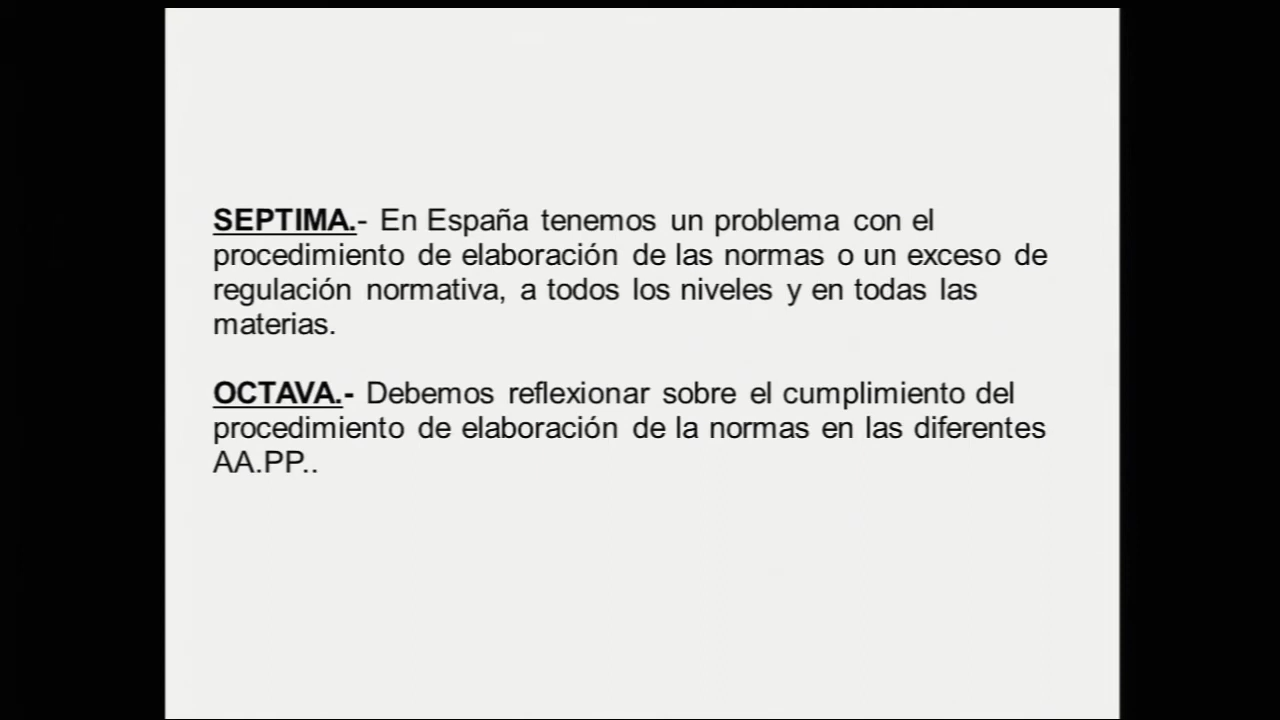 SEPTIMA.- En España tenemos un problema con el
procedimiento de elaboración de las normas o un exceso de
regulación normativa, a todos los niveles y en todas las
materias.
OCTAVA.- Debemos reflexionar sobre el cumplimiento del
procedimiento de elaboración de la normas en las diferentes
AA.PP..